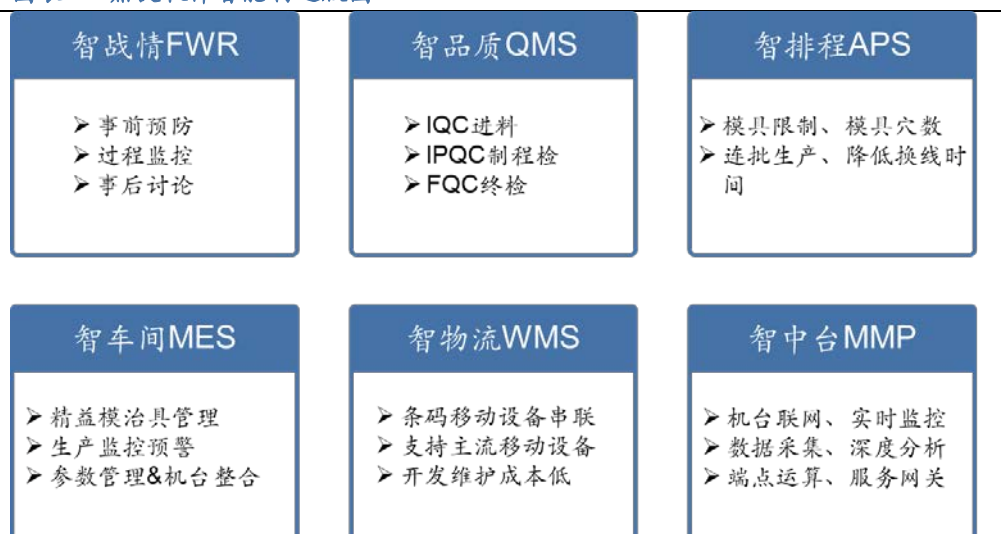 智战情FWR
事前预防
过程监控
事后讨论
智品质QMS
IQC进料
IPQC制程检
FQC终检
智排程APS
模具限制、模具穴数
连批生产、降低换线时
间
智车间MES
精益模治具管理
生产监控预警
参数管理&机台整合
智物流WMS
条码移动设备串联
支持主流移动设备
开发维护成本低
智中台MMP
机台联网、实时监控
数据采集、深度分析
端点运算、服务网关